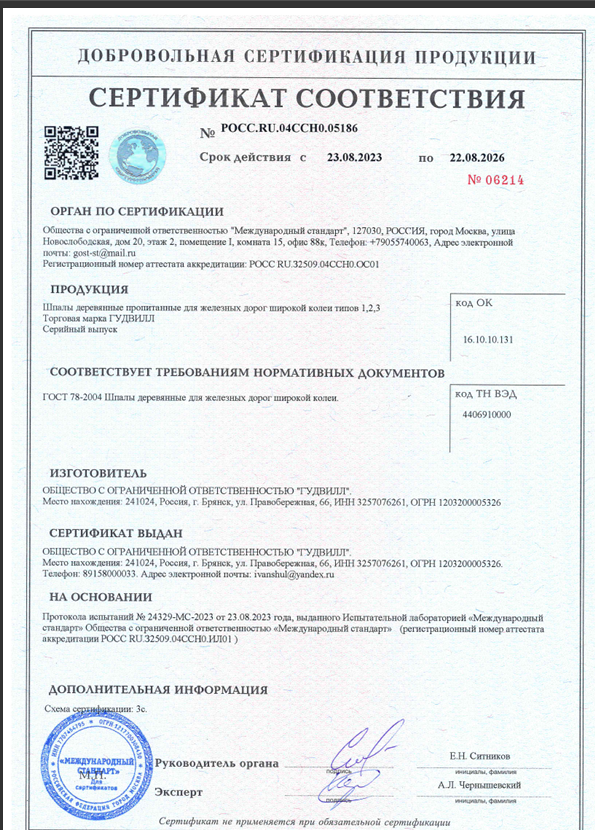 ДОБРОВОЛЬНАЯ СЕРТИФИКАЦИЯ ПРОДУКЦИИ
СЕРТИФИКАТ СООТВЕТСТВИЯ
№ РОСС.RU.04ССН0.05186
Срок действия с 23.08.2023 по 22.08.2026
№ 06214
ОРГАН ПО СЕРТИФИКАЦИИ
Общества с ограниченной ответственностью "Международный стандарт", 127030, РОССИЯ, город Москва, улица
Новослободская, дом 20, этаж 2, помещение I, комната 15, офис 88к, Телефон: +79055740063, Адрес электронной
почты: gost-st@mail.ru
Регистрационный номер аттестата аккредитации: РОСС RU.32509.04ССН0.ОС01
ПРОДУКЦИЯ
Шпалы деревянные пропитанные для железных дорог широкой колеи типов 1,2,3
Торговая марка ГУДВИЛЛ
Серийный выпуск
код ОК
16.10.10.131
СООТВЕТСТВУЕТ ТРЕБОВАНИЯМ НОРМАТИВНЫХ ДОКУМЕНТОВ
ГОСТ 78-2004 Шпалы деревянные для железных дорог широкой колеи.
код ТН ВЭД
4406910000
ИЗГОТОВИТЕЛЬ
ОБЩЕСТВО С ОГРАНИЧЕННОЙ ОТВЕТСТВЕННОСТЬЮ "ГУДВИЛЛ".
Место нахождения: 241024, Россия, г. Брянск, ул. Правобережная, 66, ИНН 3257076261, ОГРН 1203200005326
СЕРТИФИКАТ ВЫДАН
ОБЩЕСТВО С ОГРАНИЧЕННОЙ ОТВЕТСТВЕННОСТЬЮ "ГУДВИЛЛ".
Место нахождения: 241024, Россия, г. Брянск, ул. Правобережная, 66, ИНН 3257076261, ОГРН 1203200005326.
Телефон: 89158000033. Адрес электронной почты: ivanshul@yandex.ru
НА ОСНОВАНИИ
Протокола испытаний № 24329-МС-2023 от 23.08.2023 года, выданного Испытательной лабораторией «Международный
стандарт» Общества с ограниченной ответственностью «Международный стандарт» (регистрационный номер аттестата
аккредитации РОСС RU.32509.04ССН0.ИЛ01 )
ДОПОЛНИТЕЛЬНАЯ ИНФОРМАЦИЯ
Схема сертификации: 3с.
«МЕЖДУНАРОДНЫЙ
СТАНДАРТ»
М.П.
Для
сертификатов
РОССИЙСКАЯ ФЕДЕРАЦИЯ ГОРОД МОСКВА
Руководитель органа
подпись
Е.Н. Ситников
инициалы, фамилия
Эксперт
подпись
А.Л. Чернышевский
инициалы, фамилия
Сертификат не применяется при обязательной сертификации